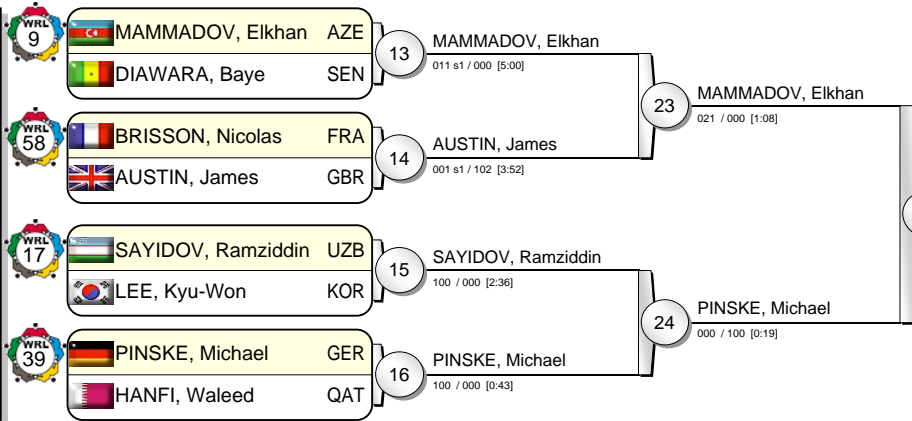 WRL 9
MAMMADOV, Elkhan AZE
DIAWARA, Baye SEN
13
MAMMADOV, Elkhan
011 s1 / 000 [5:00]
WRL 58
BRISSON, Nicolas FRA
AUSTIN, James GBR
14
AUSTIN, James
001 s1 / 102 [3:52]
23
MAMMADOV, Elkhan
021 / 000 [1:08]
WRL 17
SAYIDOV, Ramziddin UZB
LEE, Kyu-Won KOR
15
SAYIDOV, Ramziddin
100 / 000 [2:36]
WRL 39
PINSKE, Michael GER
HANFI, Waleed QAT
16
PINSKE, Michael
100 / 000 [0:43]
24
PINSKE, Michael
000 / 100 [0:19]